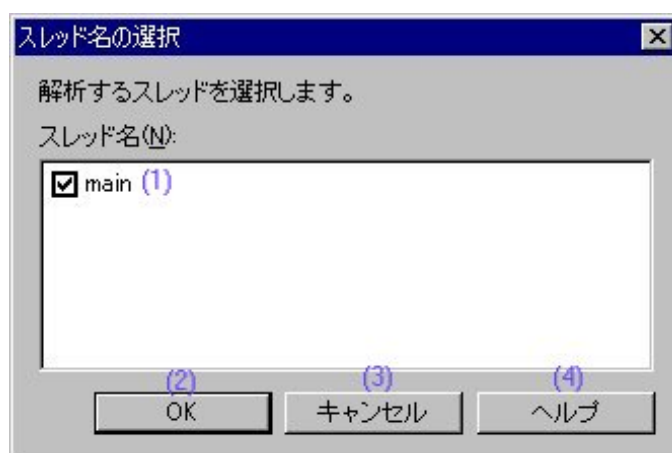 スレッド名の選択
解析するスレッドを選択します。
スレッド名(N):
main (1)
(2) (3) (4)
OK キャンセル ヘルプ